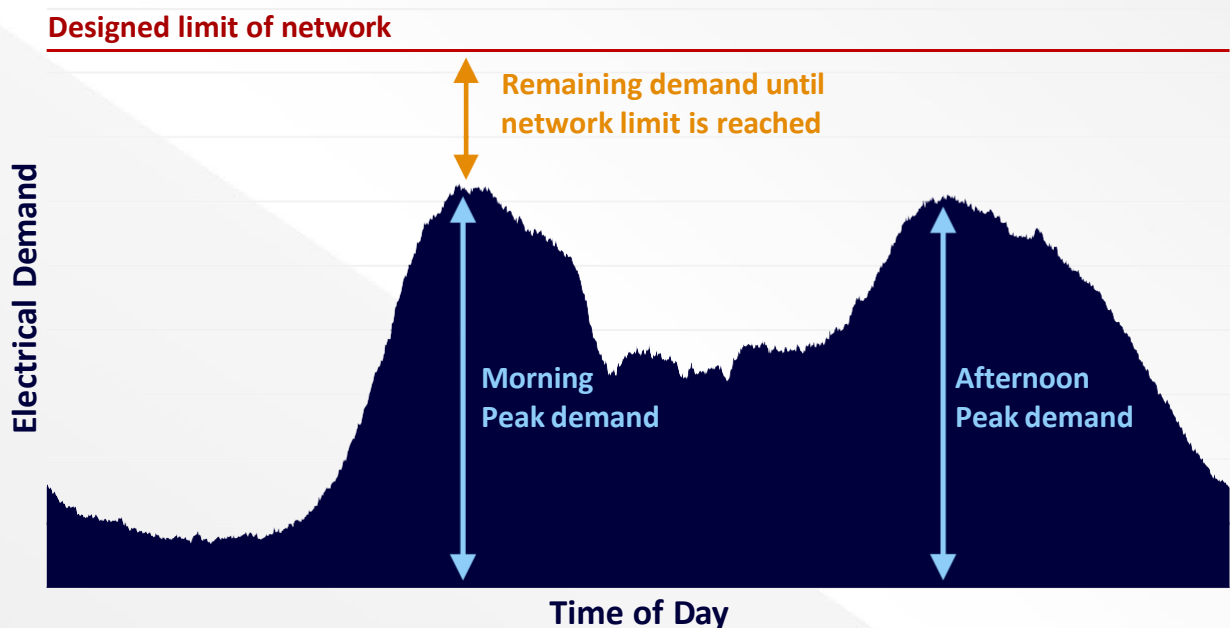 Designed limit of network
Remaining demand until
network limit is reached
Electrical Demand
Morning
Peak demand
Afternoon
Peak demand
Time of Day